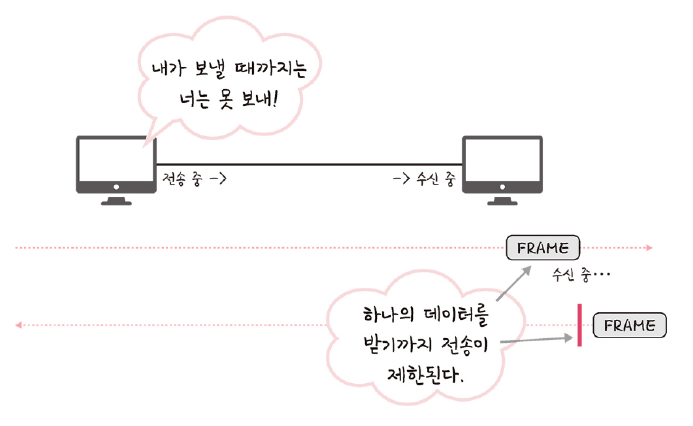 내가 보낼 때까지는
너는 못 보내!
전송 중 ->
-> 수신 중
FRAME
수신 중...
하나의 데이터를
받기까지 전송이
제한된다.
FRAME